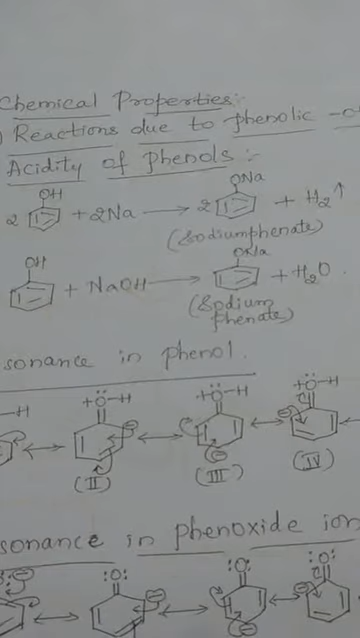 Chemical Properties:-
) Reactions due to phenolic -O
Acidity of phenols :-
OH ONa
2 + 2Na → 2 + H₂↑
(Sodiumphenate)
OH ONa
+ NaOH → + H₂O.
(Sodium
phenate)
sonance in phenol.
-H +Ö-H +Ö-H +Ö-H
⊖ ⊖ ⊖
(II) (III) (IV)
sonance in phenoxide ion
:Ö: ⊖ :O: :O: :O:
⊖ ⊖ ⊖